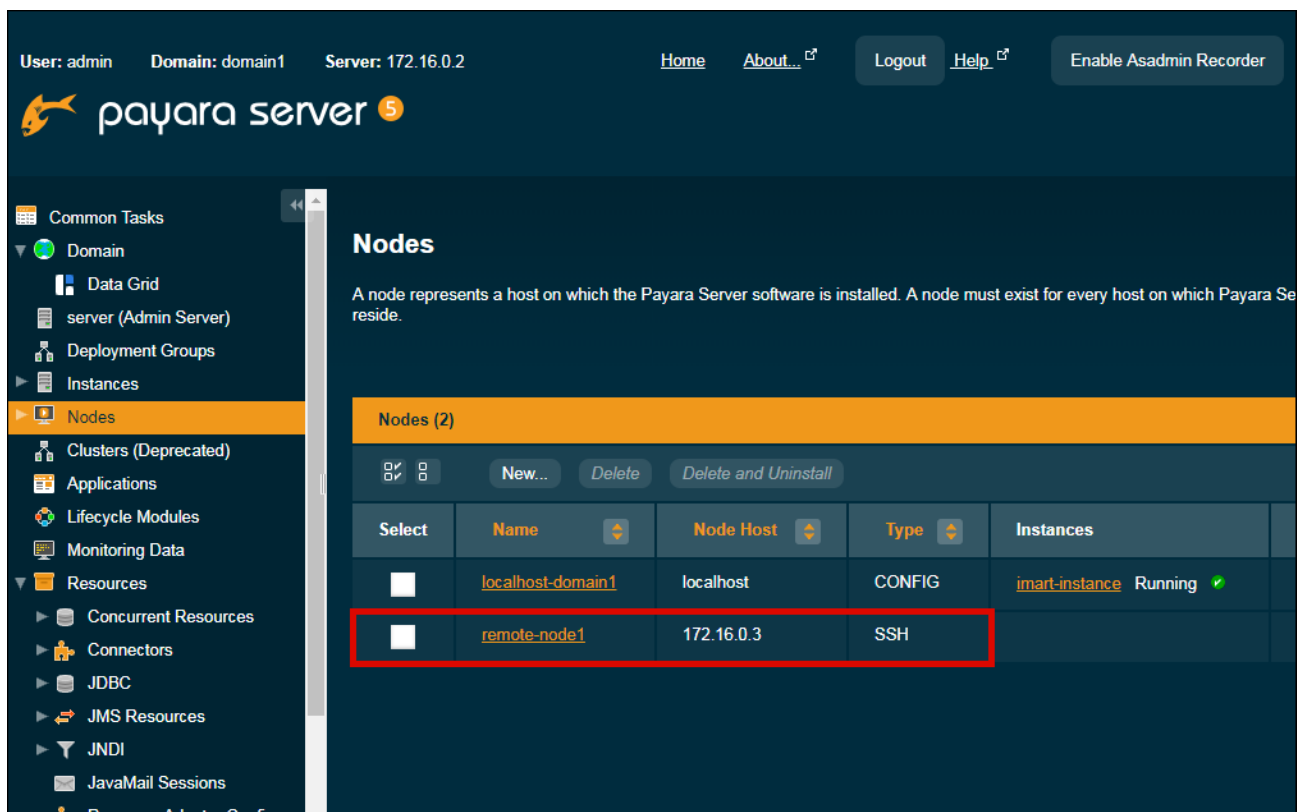 User: admin Domain: domain1 Server: 172.16.0.2 Home About... Logout Help Enable Asadmin Recorder
payara server 5
Common Tasks
Domain
Data Grid
server (Admin Server)
Deployment Groups
Instances
Nodes
Clusters (Deprecated)
Applications
Lifecycle Modules
Monitoring Data
Resources
Concurrent Resources
Connectors
JDBC
JMS Resources
JNDI
JavaMail Sessions
Nodes
A node represents a host on which the Payara Server software is installed. A node must exist for every host on which Payara Se
reside.
Nodes (2)
New... Delete Delete and Uninstall
Select Name Node Host Type Instances
localhost-domain1 localhost CONFIG imart-instance Running
remote-node1 172.16.0.3 SSH